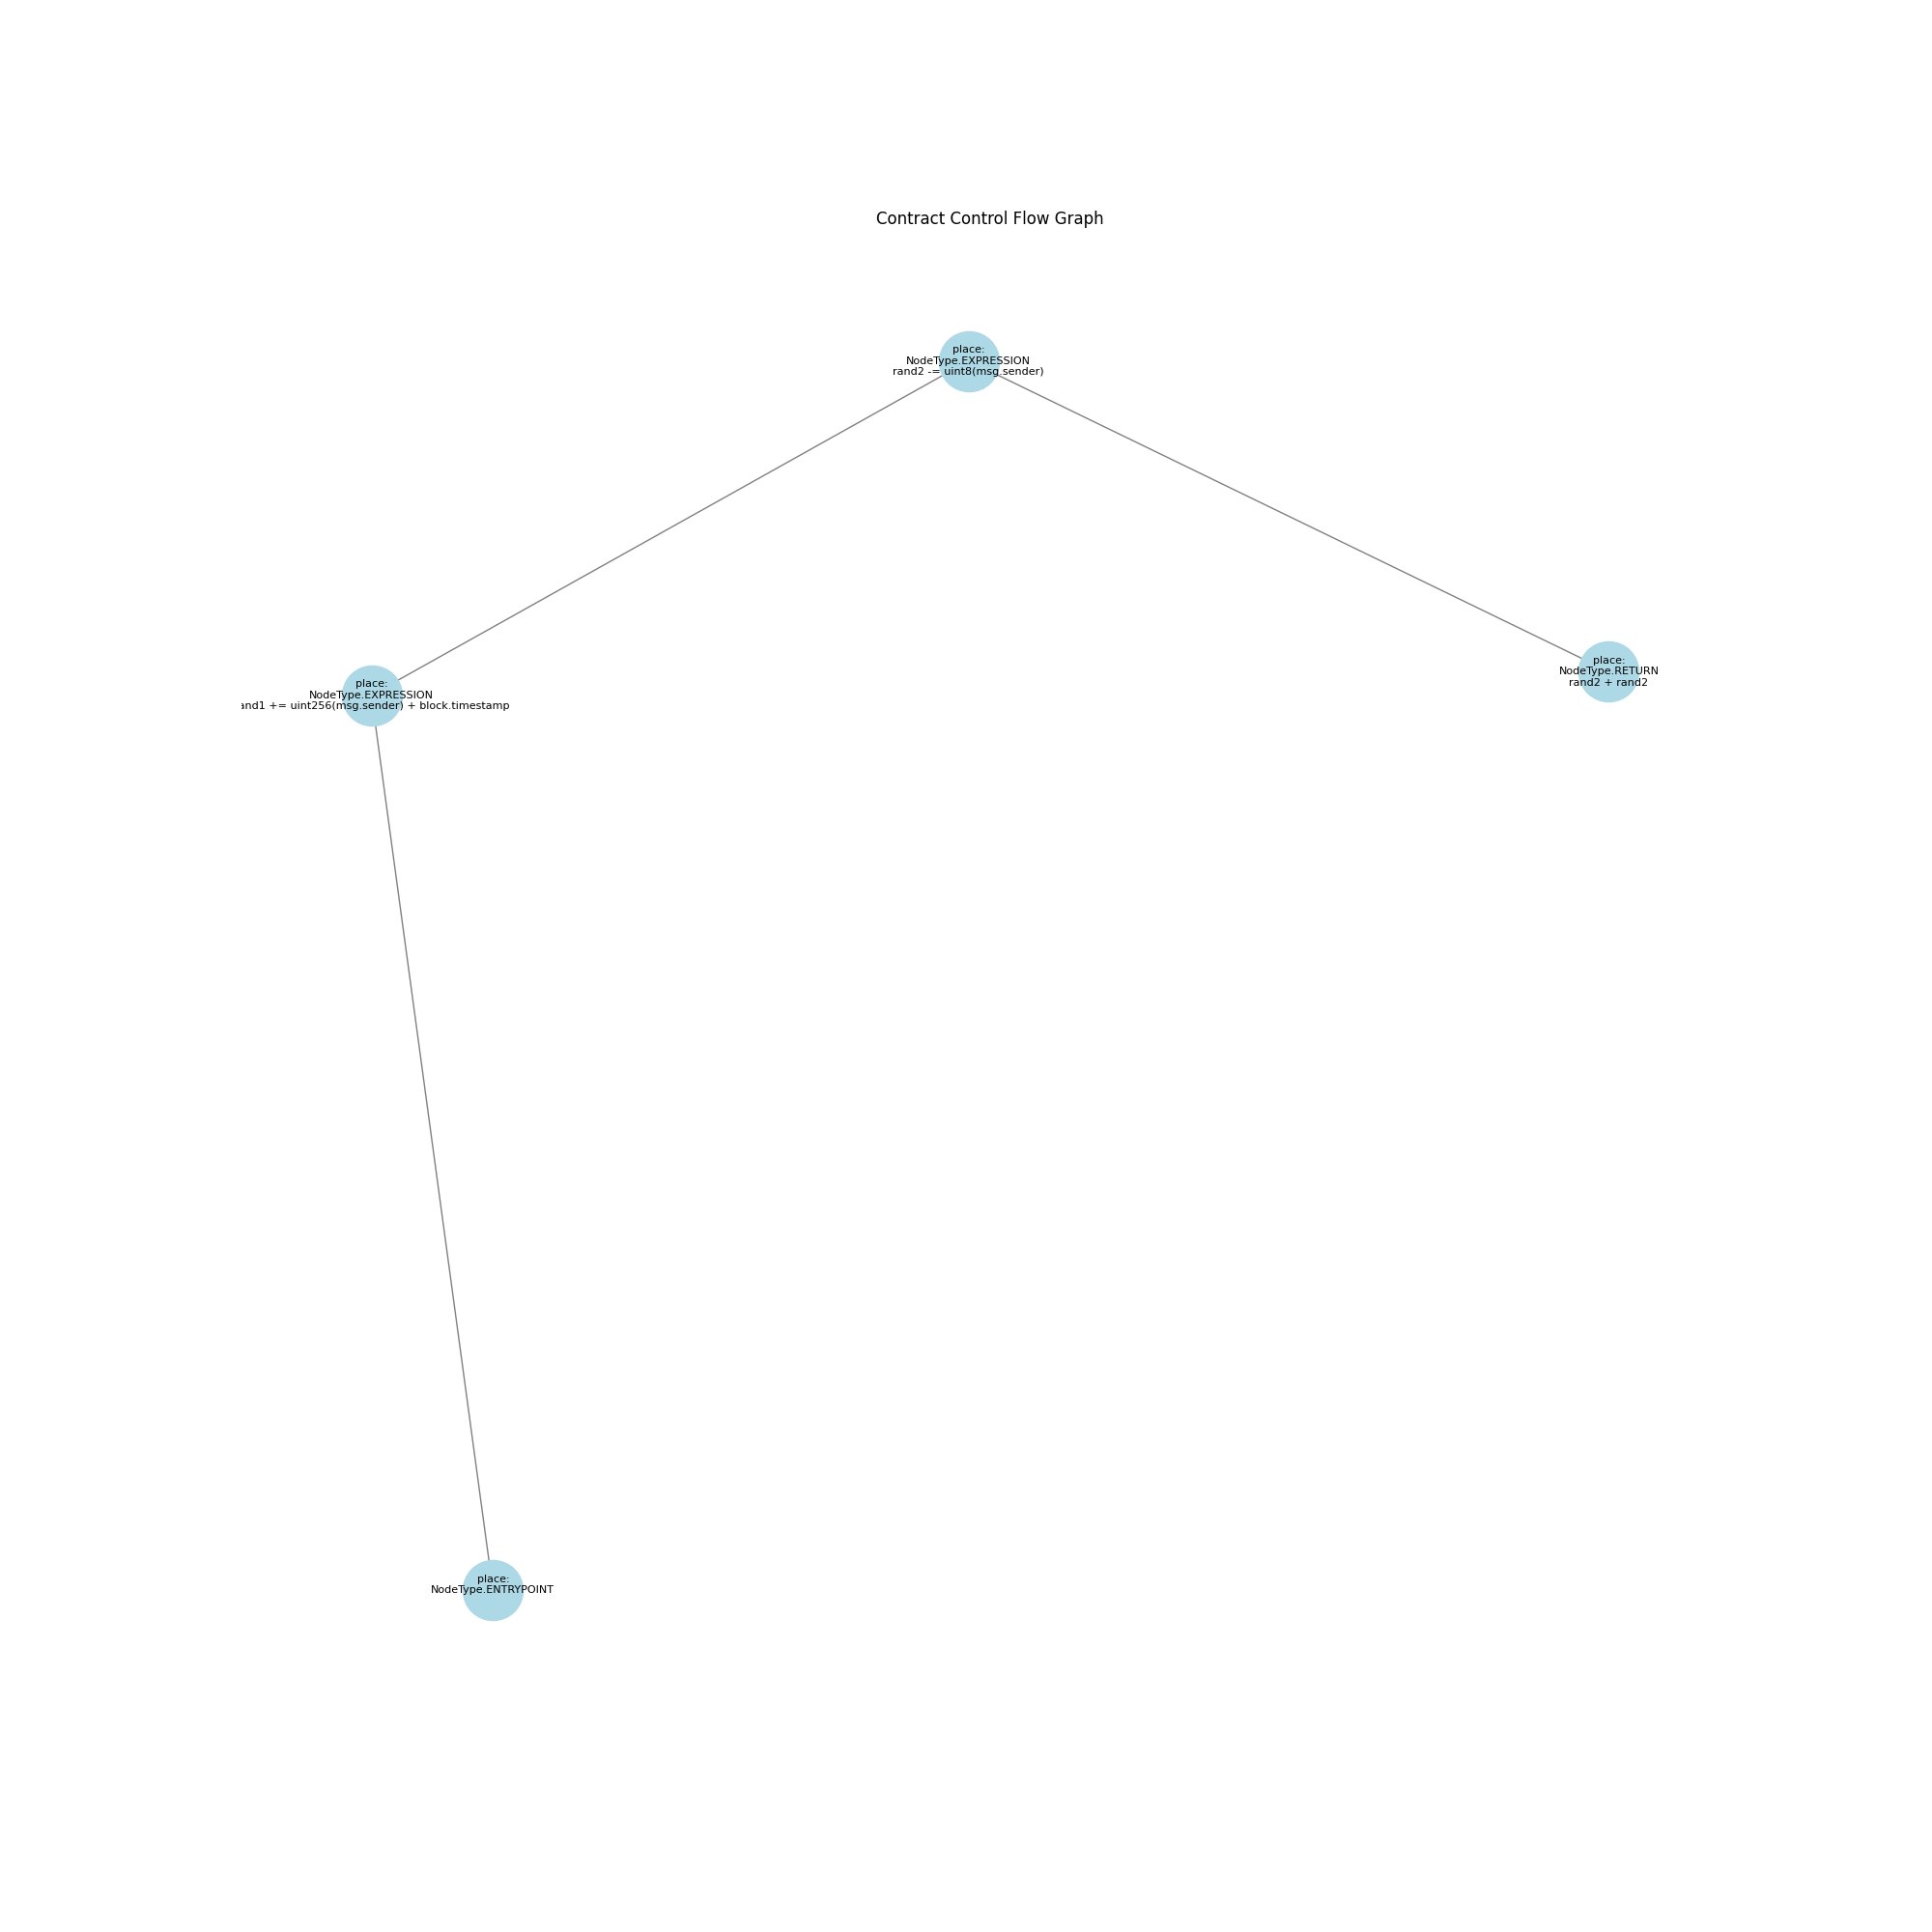 Contract Control Flow Graph
place:
NodeType.EXPRESSION
rand2 -= uint8(msg.sender)
place:
NodeType.RETURN
rand2 + rand2
place:
NodeType.EXPRESSION
and1 += uint256(msg.sender) + block.timestamp
place:
NodeType.ENTRYPOINT